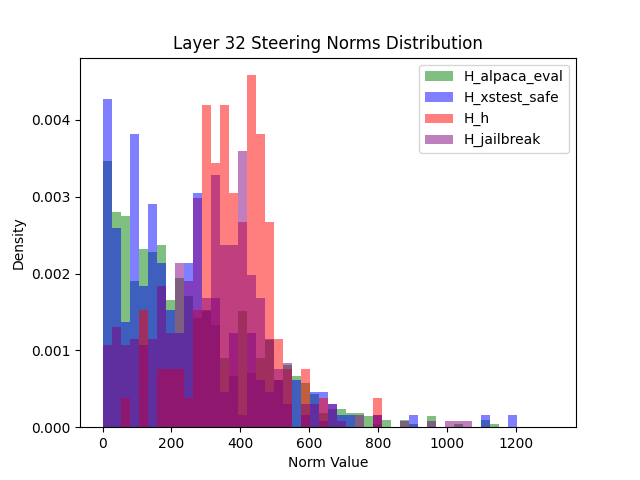 Layer 32 Steering Norms Distribution
H_alpaca_eval
H_xstest_safe
H_h
H_jailbreak
0.004
0.003
0.002
0.001
0.000
Density
0 200 400 600 800 1000 1200
Norm Value